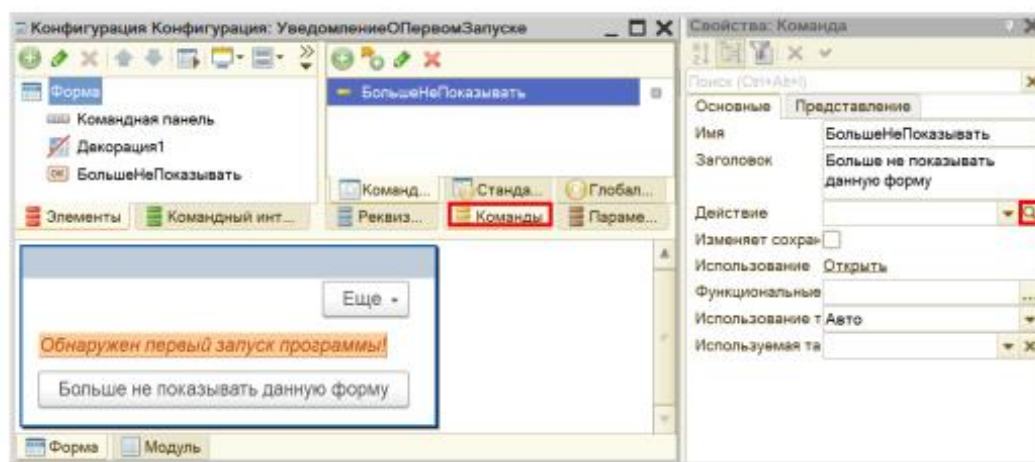 Конфигурация Конфигурация: УведомлениеОПервомЗапуске
Форма
Командная панель
Декорация1
БольшеНеПоказывать
Элементы
Командный инт...
БольшеНеПоказывать
Команд...
Станда...
Глобал...
Реквиз...
Команды
Параме...
Еще
Обнаружен первый запуск программы!
Больше не показывать данную форму
Форма
Модуль
Свойства: Команда
Поиск (Ctrl+Alt+I)
Основные
Представление
Имя
БольшеНеПоказывать
Заголовок
Больше не показывать
данную форму
Действие
Изменяет сохран
Использование
Открыть
Функциональные
...
Использование т
Авто
Используемая та